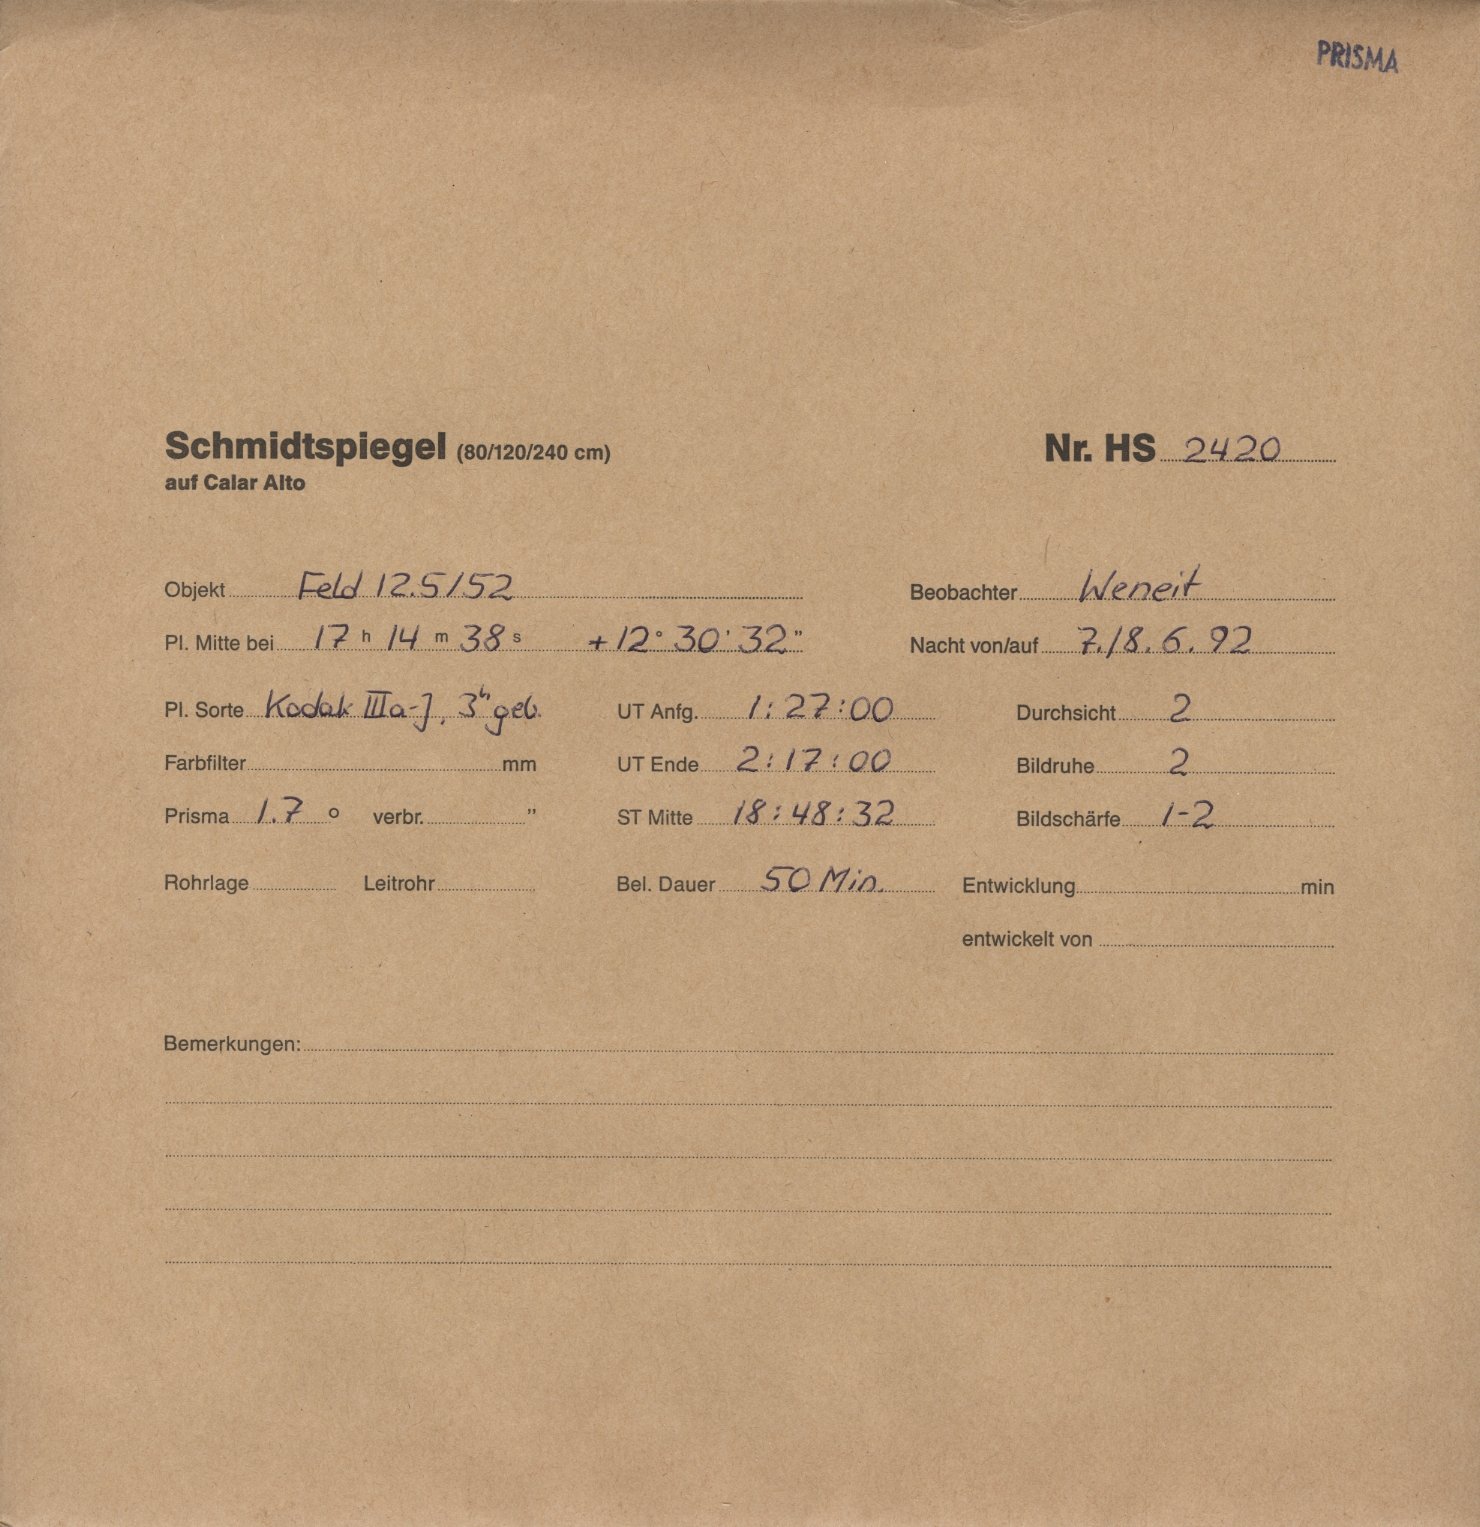 PRISMA
Schmidtspiegel (80/120/240 cm) Nr. HS 2420
auf Calar Alto
Objekt Feld 12.5/52 Beobachter Weneit
Pl. Mitte bei 17 h 14 m 38 s +12° 30' 32" Nacht von/auf 7./8. 6. 92
Pl. Sorte Kodak IIIa-J, 3h geb. UT Anfg. 1:27:00 Durchsicht 2
Farbfilter mm UT Ende 2:17:00 Bildruhe 2
Prisma 1.7 ° verbr. " ST Mitte 18:48:32 Bildschärfe 1-2
Rohrlage Leitrohr Bel. Dauer 50 Min. Entwicklung min
entwickelt von
Bemerkungen: